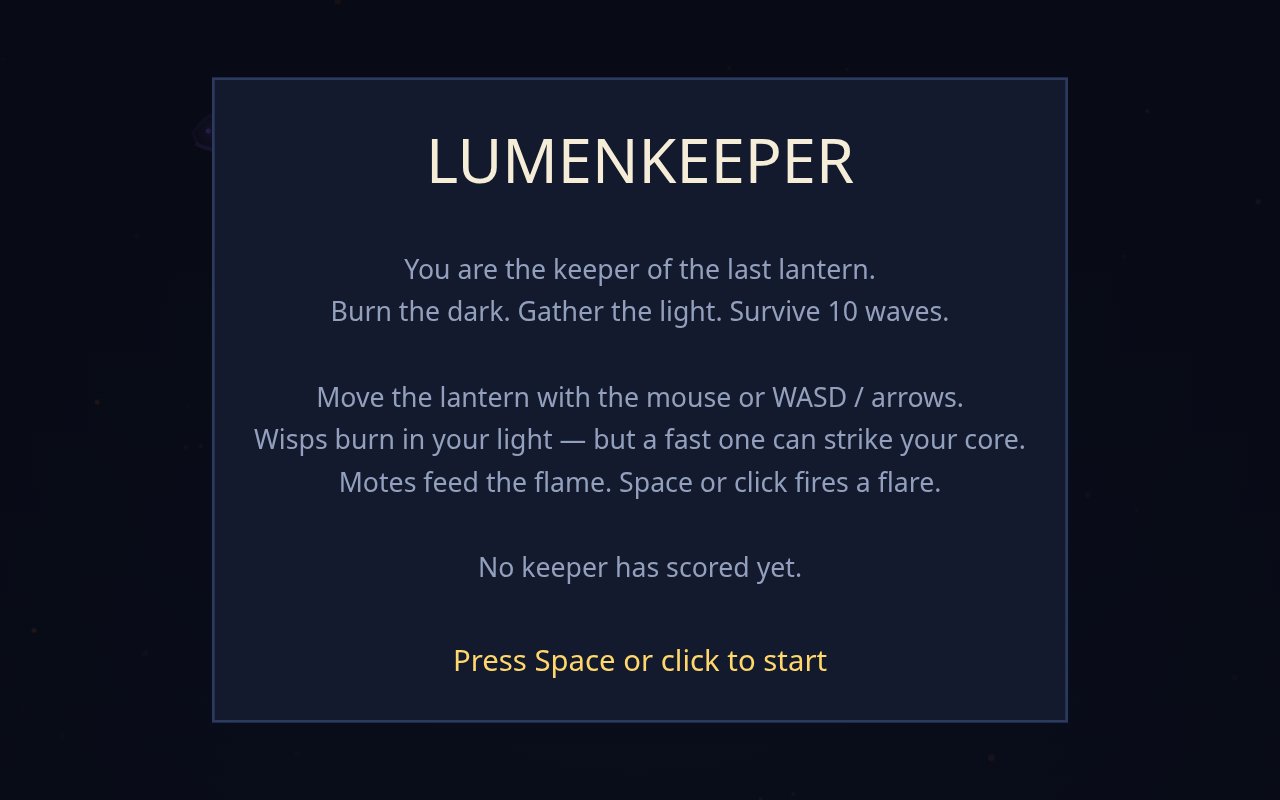 LUMENKEEPER
You are the keeper of the last lantern.
Burn the dark. Gather the light. Survive 10 waves.
Move the lantern with the mouse or WASD / arrows.
Wisps burn in your light — but a fast one can strike your core.
Motes feed the flame. Space or click fires a flare.
No keeper has scored yet.
Press Space or click to start